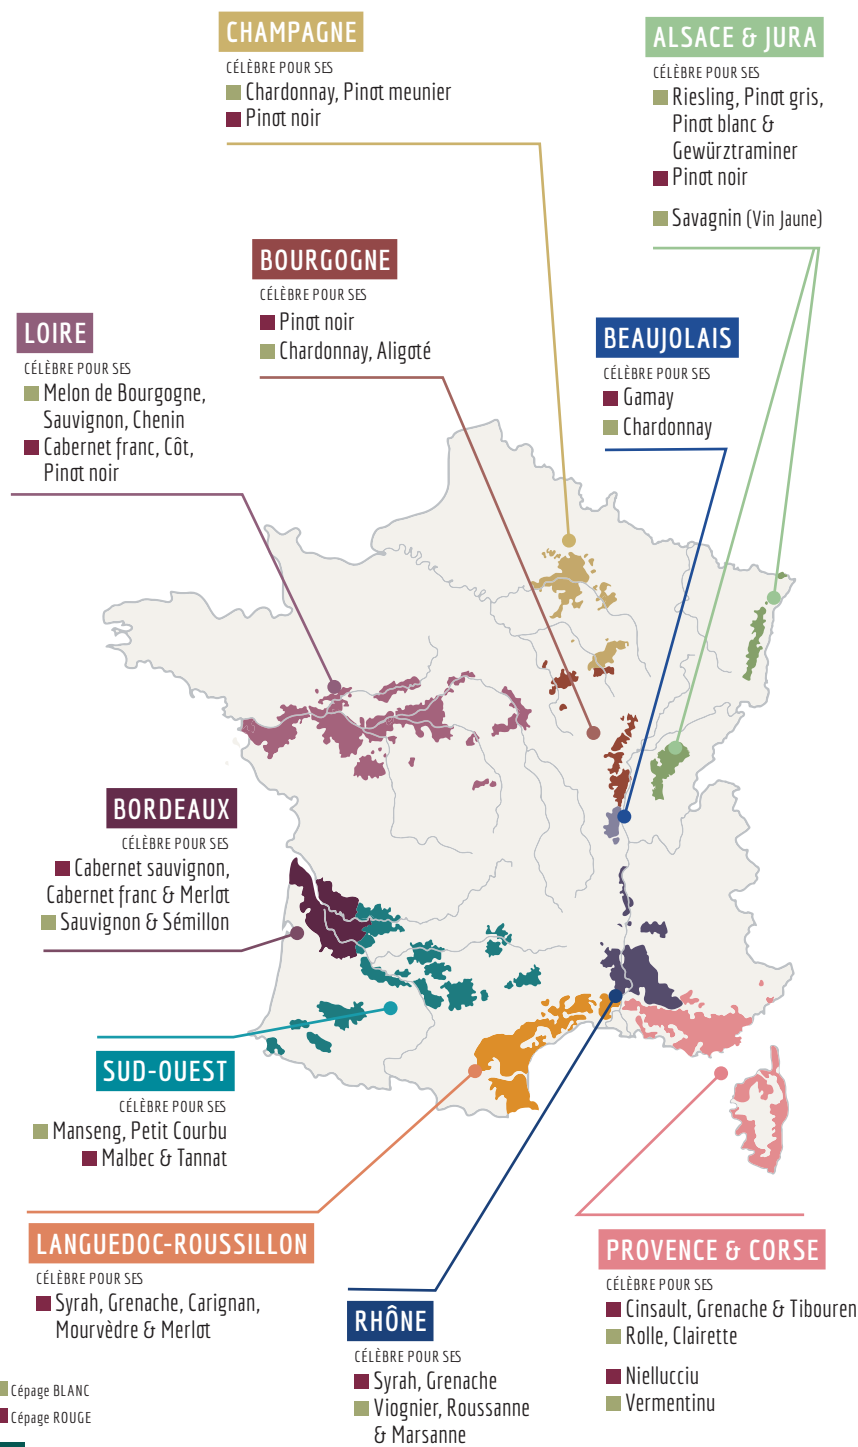 CHAMPAGNE
CÉLÈBRE POUR SES
Chardonnay, Pinot meunier
Pinot noir
ALSACE & JURA
CÉLÈBRE POUR SES
Riesling, Pinot gris,
Pinot blanc &
Gewürztraminer
Pinot noir
Savagnin (Vin Jaune)
BOURGOGNE
CÉLÈBRE POUR SES
Pinot noir
Chardonnay, Aligoté
LOIRE
CÉLÈBRE POUR SES
Melon de Bourgogne,
Sauvignon, Chenin
Cabernet franc, Côt,
Pinot noir
BEAUJOLAIS
CÉLÈBRE POUR SES
Gamay
Chardonnay
BORDEAUX
CÉLÈBRE POUR SES
Cabernet sauvignon,
Cabernet franc & Merlot
Sauvignon & Sémillon
SUD-OUEST
CÉLÈBRE POUR SES
Manseng, Petit Courbu
Malbec & Tannat
LANGUEDOC-ROUSSILLON
CÉLÈBRE POUR SES
Syrah, Grenache, Carignan,
Mourvèdre & Merlot
RHÔNE
CÉLÈBRE POUR SES
Syrah, Grenache
Viognier, Roussanne
& Marsanne
PROVENCE & CORSE
CÉLÈBRE POUR SES
Cinsault, Grenache & Tibouren
Rolle, Clairette
Niellucciu
Vermentinu
Cépage BLANC
Cépage ROUGE